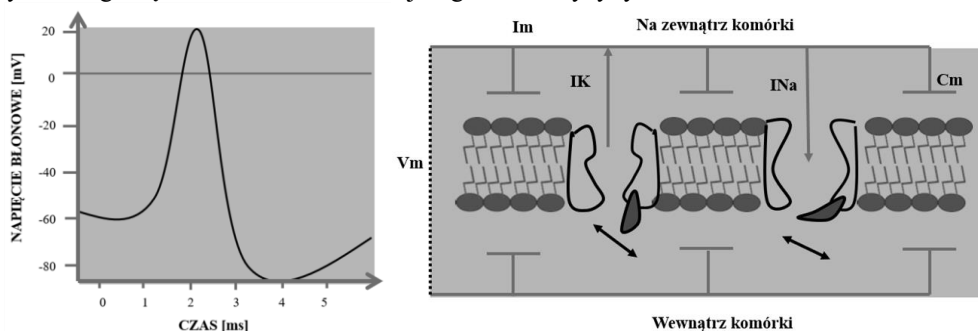 NAPIĘCIE BŁONOWE [mV]
20
0
-20
-40
-60
-80
0 1 2 3 4 5
CZAS [ms]
Im
Na zewnątrz komórki
IK
INa
Cm
Vm
Wewnątrz komórki